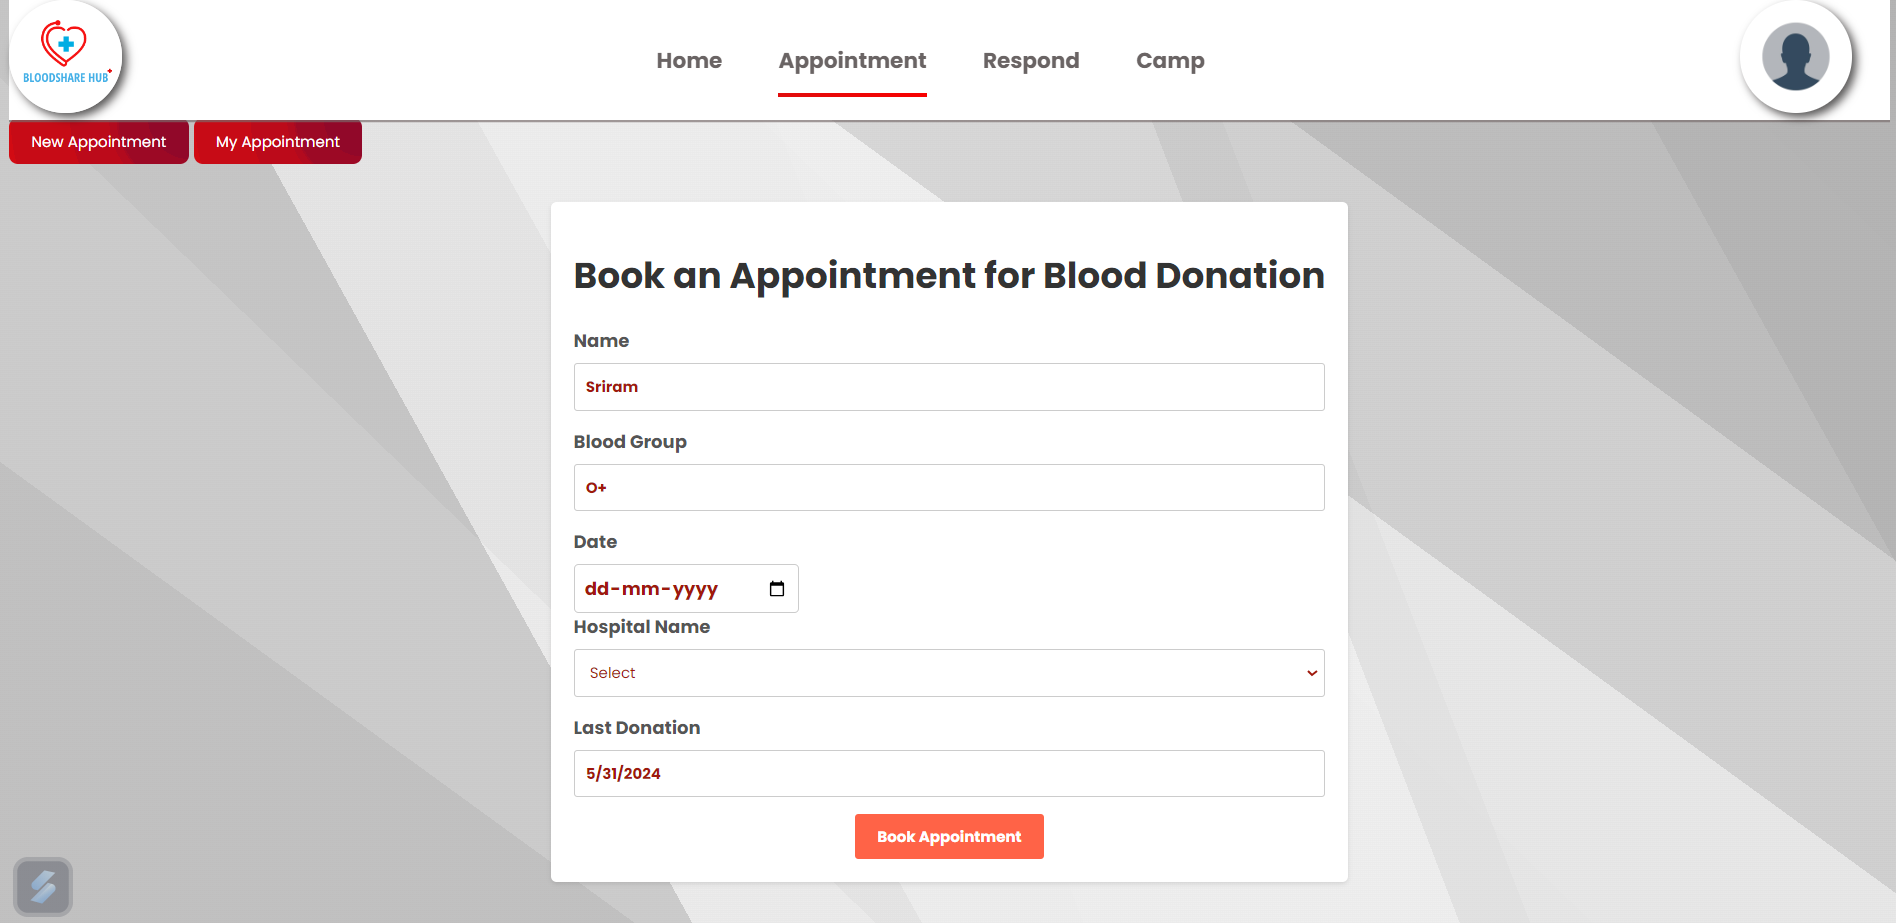 BLOODSHARE HUB
Home Appointment Respond Camp
New Appointment My Appointment
Book an Appointment for Blood Donation
Name
Sriram
Blood Group
O+
Date
dd-mm-yyyy
Hospital Name
Select
Last Donation
5/31/2024
Book Appointment